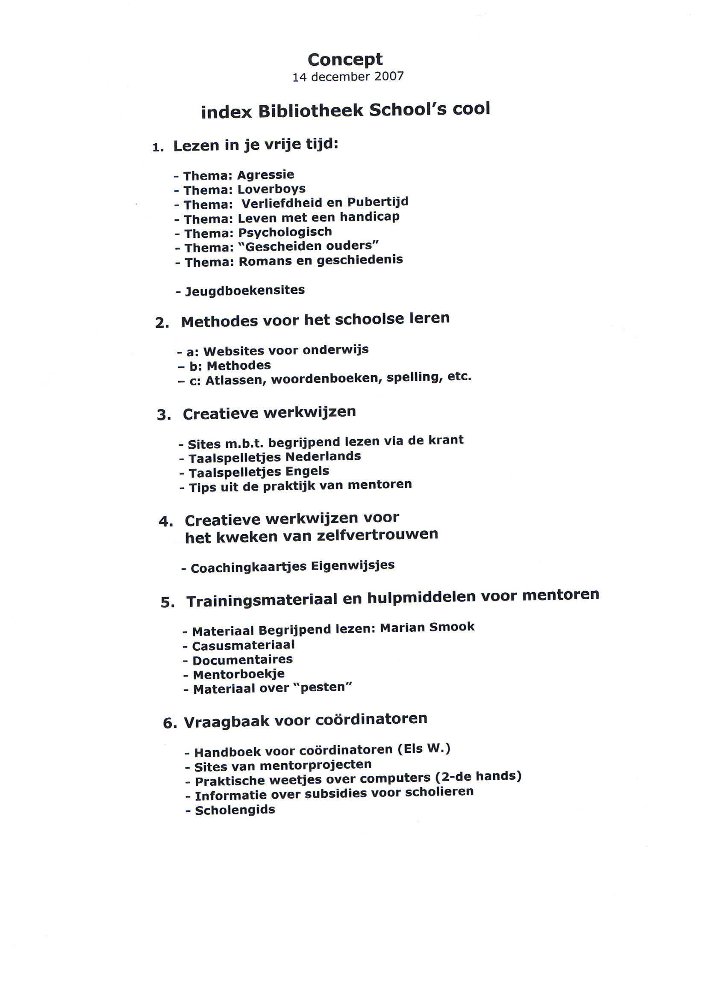 Concept
14 december 2007
index Bibliotheek School's cool
1. Lezen in je vrije tijd:
- Thema: Agressie
- Thema: Loverboys
- Thema:  Verliefdheid en Pubertijd
- Thema: Leven met een handicap
- Thema: Psychologisch
- Thema: “Gescheiden ouders”
- Thema: Romans en geschiedenis
- Jeugdboekensites
2. Methodes voor het schoolse leren
- a: Websites voor onderwijs
– b: Methodes
– c: Atlassen, woordenboeken, spelling, etc.
3. Creatieve werkwijzen
- Sites m.b.t. begrijpend lezen via de krant
- Taalspelletjes Nederlands
- Taalspelletjes Engels
- Tips uit de praktijk van mentoren
4. Creatieve werkwijzen voor
het kweken van zelfvertrouwen
- Coachingkaartjes Eigenwijsjes
5. Trainingsmateriaal en hulpmiddelen voor mentoren
- Materiaal Begrijpend lezen: Marian Smook
- Casusmateriaal
- Documentaires
- Mentorboekje
- Materiaal over “pesten”
6. Vraagbaak voor coördinatoren
- Handboek voor coördinatoren (Els W.)
- Sites van mentorprojecten
- Praktische weetjes over computers (2-de hands)
- Informatie over subsidies voor scholieren
- Scholengids